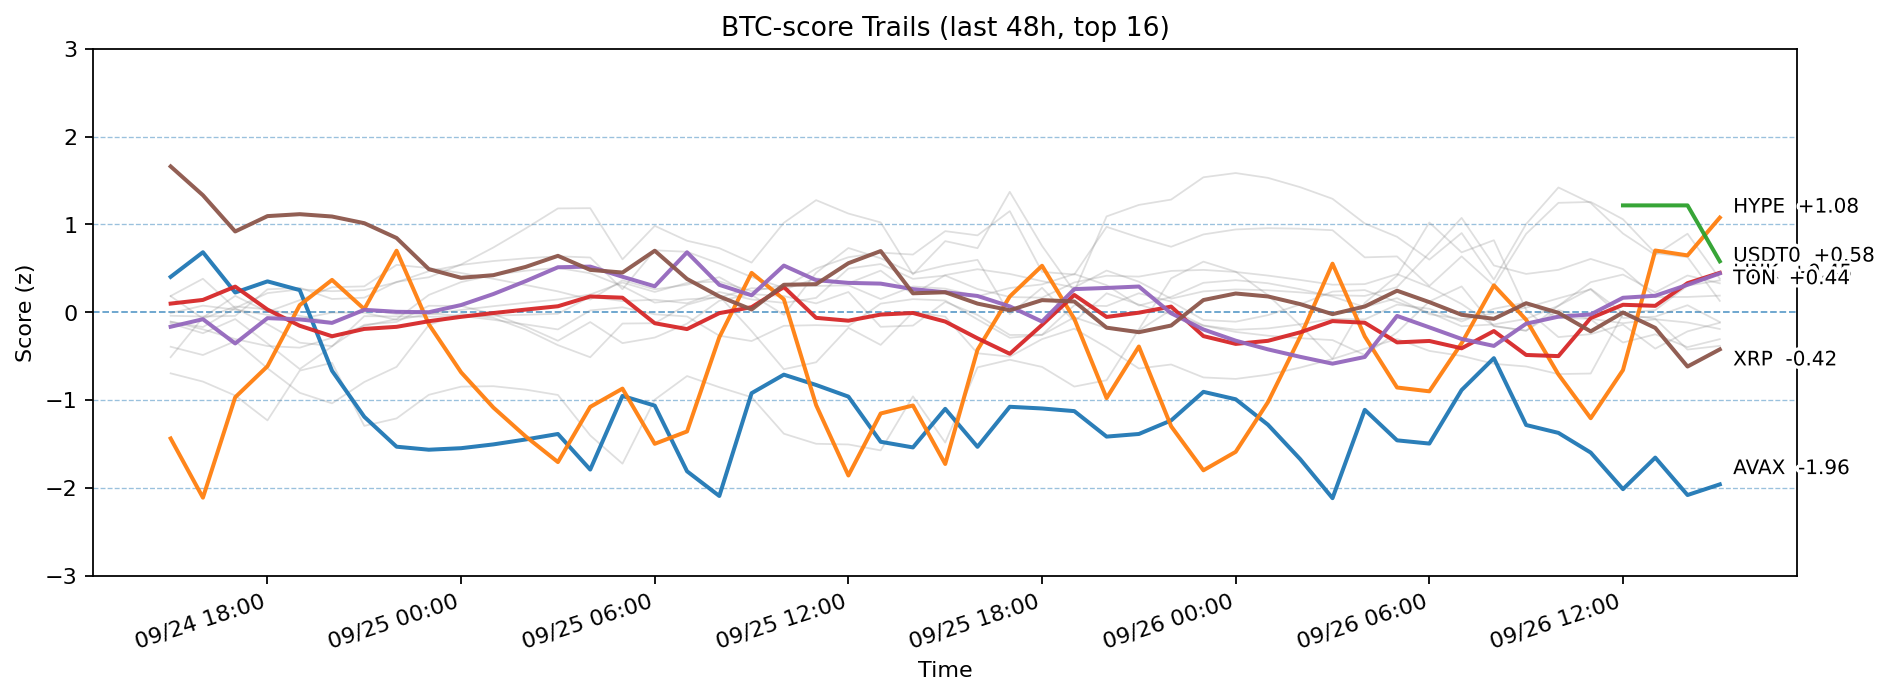 BTC-score Trails (last 48h, top 16)
Score (z)
3
2
1
0
−1
−2
−3
HYPE +1.08
USDT0 +0.58
TON +0.44
XRP -0.42
AVAX -1.96
09/24 18:00
09/25 00:00
09/25 06:00
09/25 12:00
09/25 18:00
09/26 00:00
09/26 06:00
09/26 12:00
Time